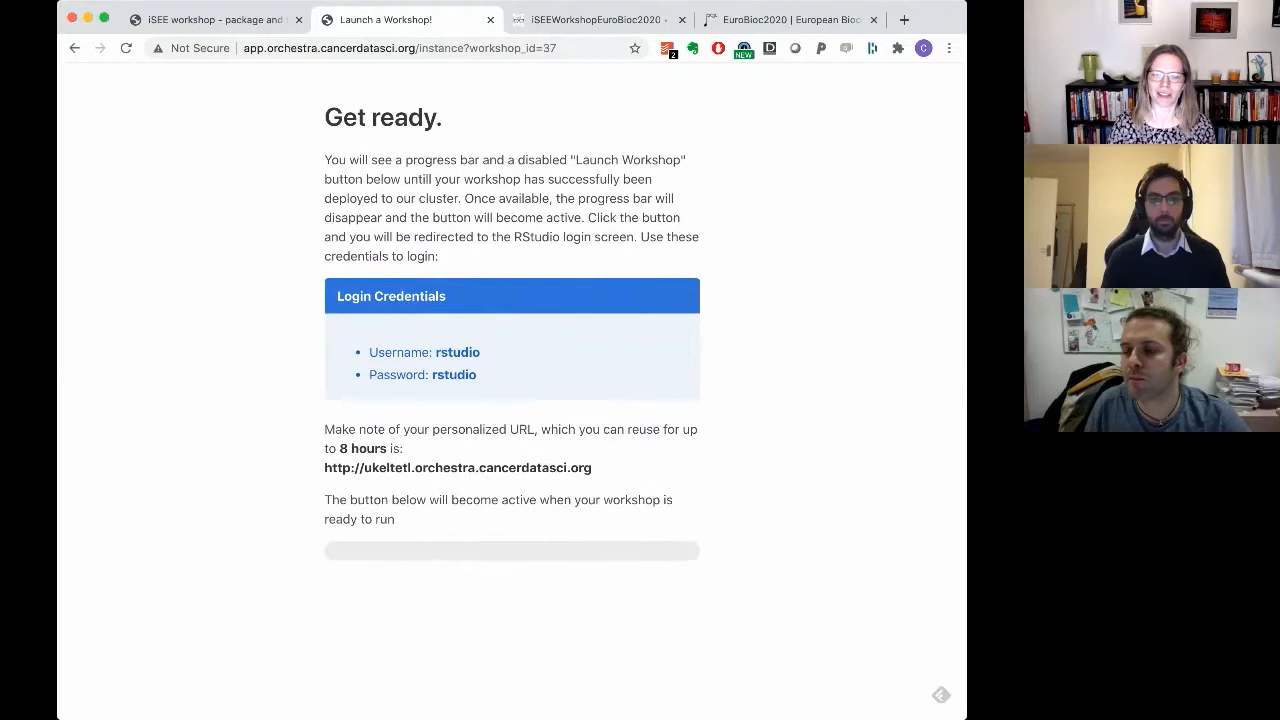 iSEE workshop - package and
Launch a Workshop!
iSEEWorkshopEuroBioc2020
EuroBioc2020 | European Bioc
Not Secure
app.orchestra.cancerdatasci.org/instance?workshop_id=37
2
NEW
C
Get ready.
You will see a progress bar and a disabled "Launch Workshop"
button below untill your workshop has successfully been
deployed to our cluster. Once available, the progress bar will
disappear and the button will become active. Click the button
and you will be redirected to the RStudio login screen. Use these
credentials to login:
Login Credentials
• Username: rstudio
• Password: rstudio
Make note of your personalized URL, which you can reuse for up
to 8 hours is:
http://ukeltetl.orchestra.cancerdatasci.org
The button below will become active when your workshop is
ready to run